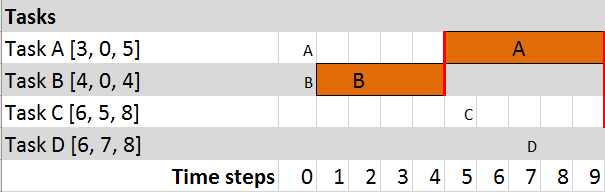 Tasks
Task A [3, 0, 5] A A
Task B [4, 0, 4] B B
Task C [6, 5, 8] C
Task D [6, 7, 8] D
Time steps 0 1 2 3 4 5 6 7 8 9